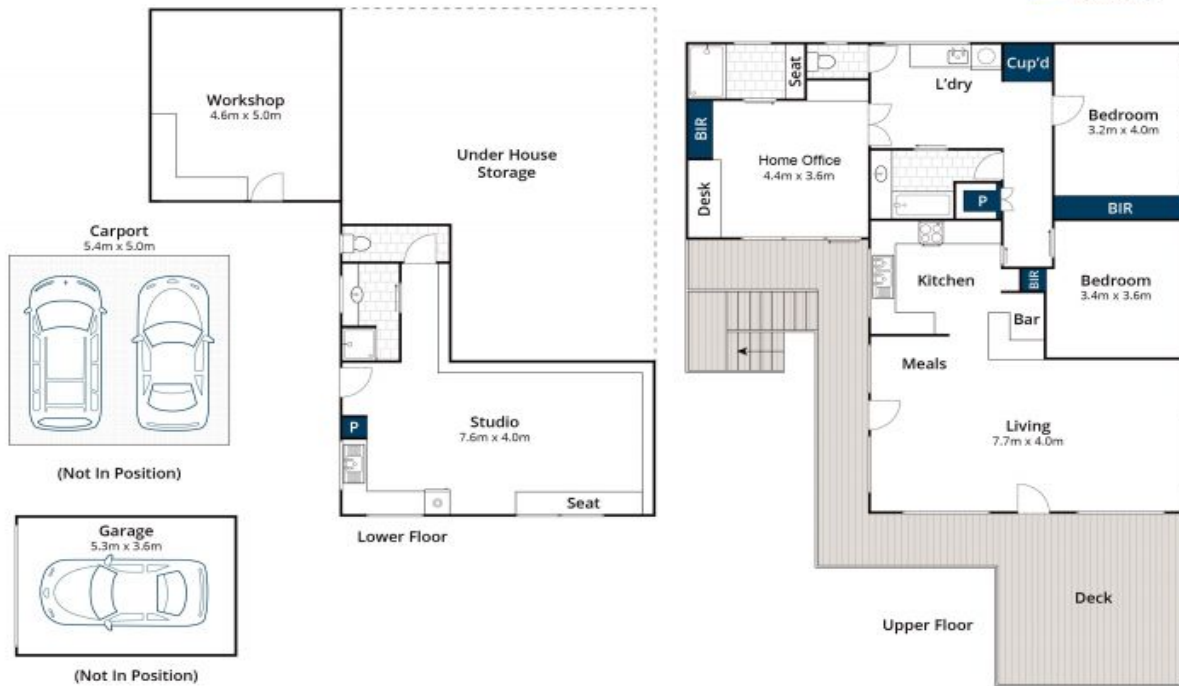 Workshop
4.6m x 5.0m
Under House
Storage
Carport
5.4m x 5.0m
(Not In Position)
Garage
5.3m x 3.6m
(Not In Position)
P
Studio
7.6m x 4.0m
Seat
Lower Floor
Seat
L'dry
Cup'd
Bedroom
3.2m x 4.0m
BIR
Home Office
4.4m x 3.6m
Desk
P
BIR
Kitchen
BIR
Bedroom
3.4m x 3.6m
Bar
Meals
Living
7.7m x 4.0m
Deck
Upper Floor